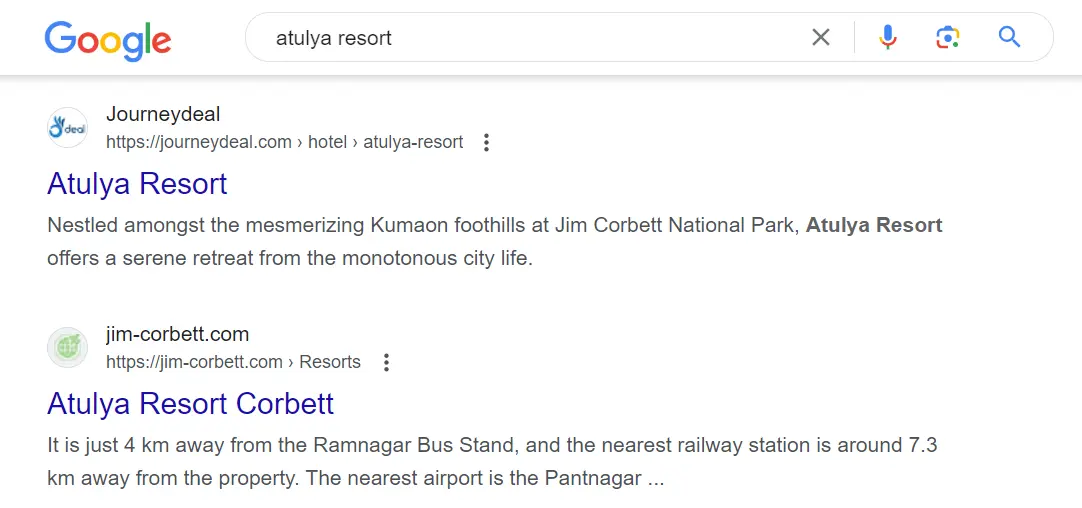 Google
atulya resort
deal
Journeydeal
https://journeydeal.com › hotel › atulya-resort
Atulya Resort
Nestled amongst the mesmerizing Kumaon foothills at Jim Corbett National Park, Atulya Resort
offers a serene retreat from the monotonous city life.
jim-corbett.com
https://jim-corbett.com › Resorts
Atulya Resort Corbett
It is just 4 km away from the Ramnagar Bus Stand, and the nearest railway station is around 7.3
km away from the property. The nearest airport is the Pantnagar ...